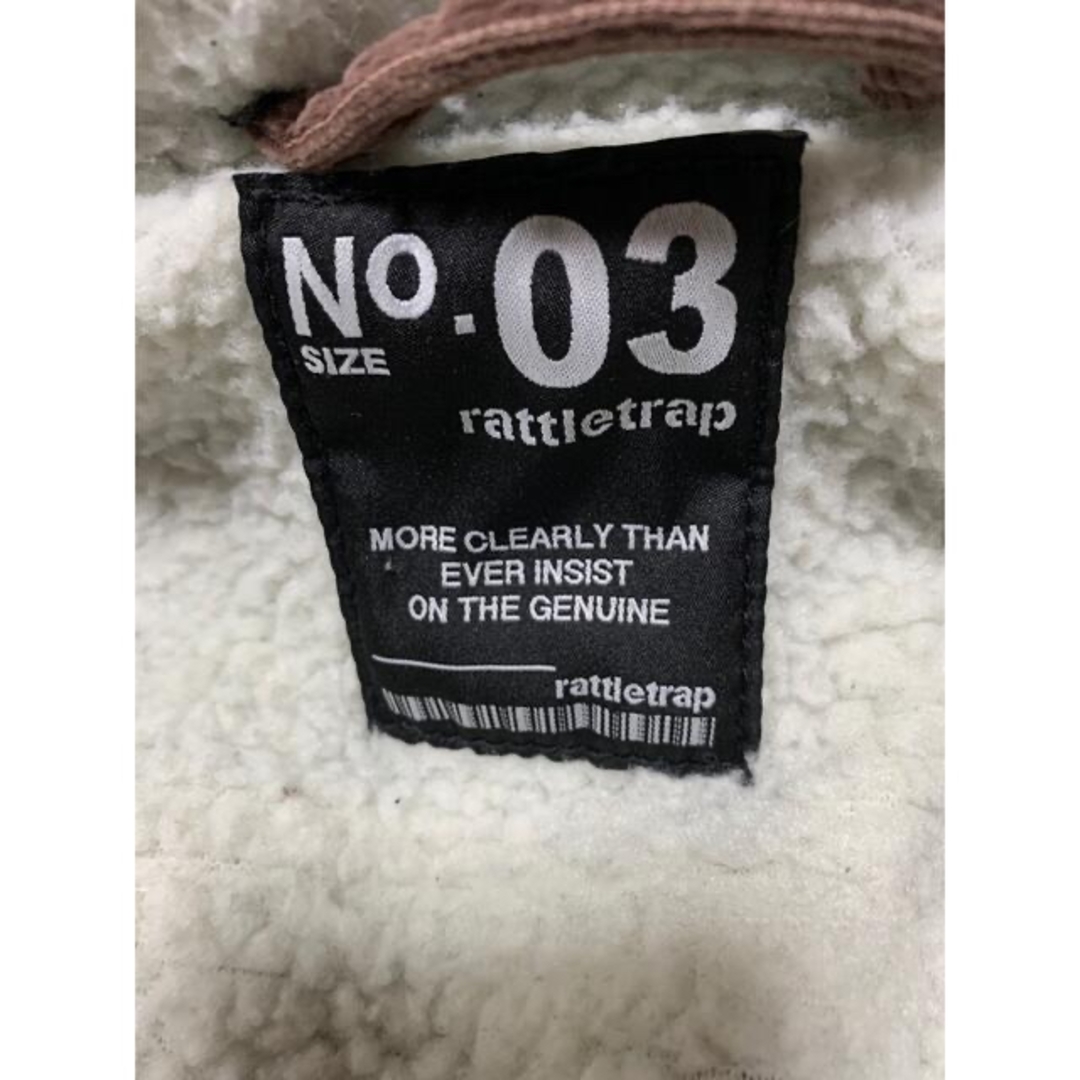 No. 03
SIZE
rattletrap
MORE CLEARLY THAN
EVER INSIST
ON THE GENUINE
rattletrap